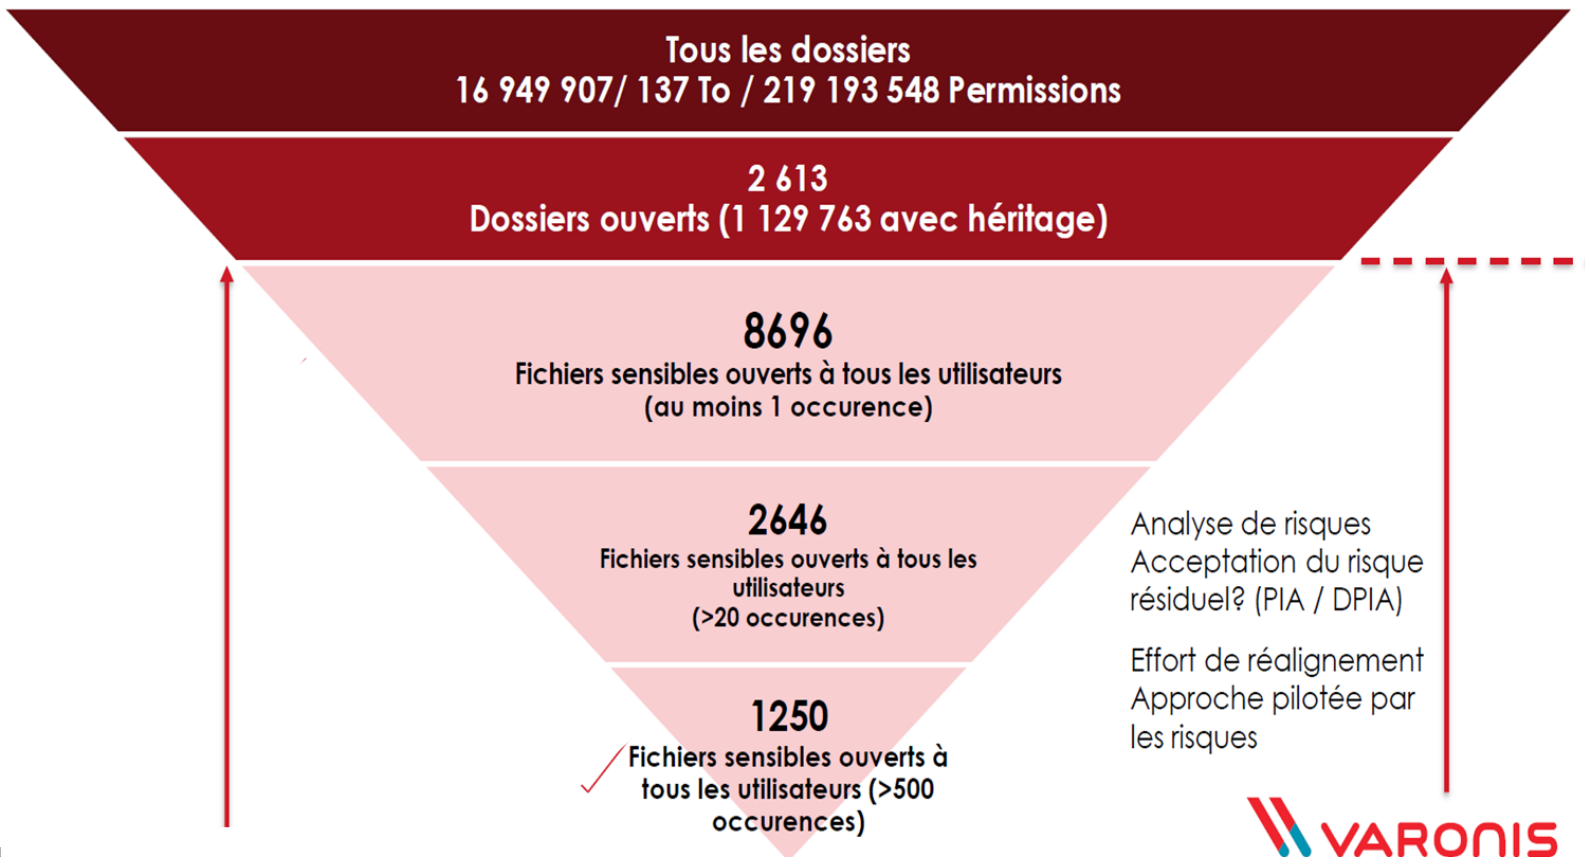 Tous les dossiers
16 949 907/ 137 To / 219 193 548 Permissions
2 613
Dossiers ouverts (1 129 763 avec héritage)
8696
Fichiers sensibles ouverts à tous les utilisateurs
(au moins 1 occurence)
2646
Fichiers sensibles ouverts à tous les
utilisateurs
(>20 occurences)
1250
Fichiers sensibles ouverts à
tous les utilisateurs (>500
occurences)
Analyse de risques
Acceptation du risque
résiduel? (PIA / DPIA)
Effort de réalignement
Approche pilotée par
les risques
VARONIS